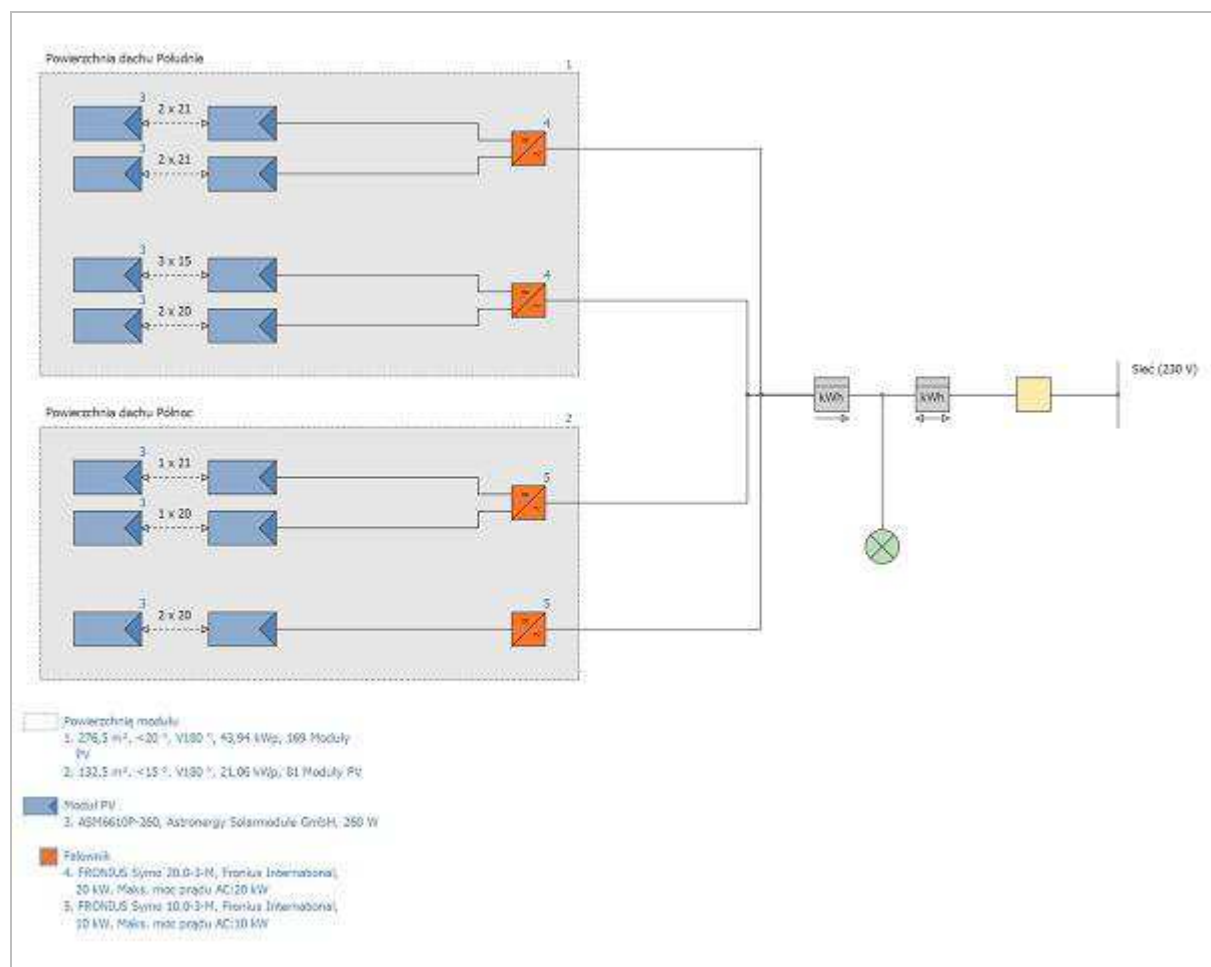 Powierzchnia dachu Południe
1
3
2 x 21
4
3
2 x 21
3
3 x 15
4
3
2 x 20
Sieć (230 V)
kWh
kWh
Powierzchnia dachu Północ
2
3
1 x 21
5
3
1 x 20
3
2 x 20
5
Powierzchnię modułu
1. 276,5 m², <20 °, V180 °, 43,94 kWp, 169 Moduły
PV
2. 132,5 m², <15 °, V180 °, 21,06 kWp, 81 Moduły PV
Moduł PV
3. ASM6610P-260, Astronergy Solarmodule GmbH, 260 W
Falownik
4. FRONIUS Symo 20.0-3-M, Fronius International,
20 kW, Maks. moc prądu AC:20 kW
5. FRONIUS Symo 10.0-3-M, Fronius International,
10 kW, Maks. moc prądu AC:10 kW